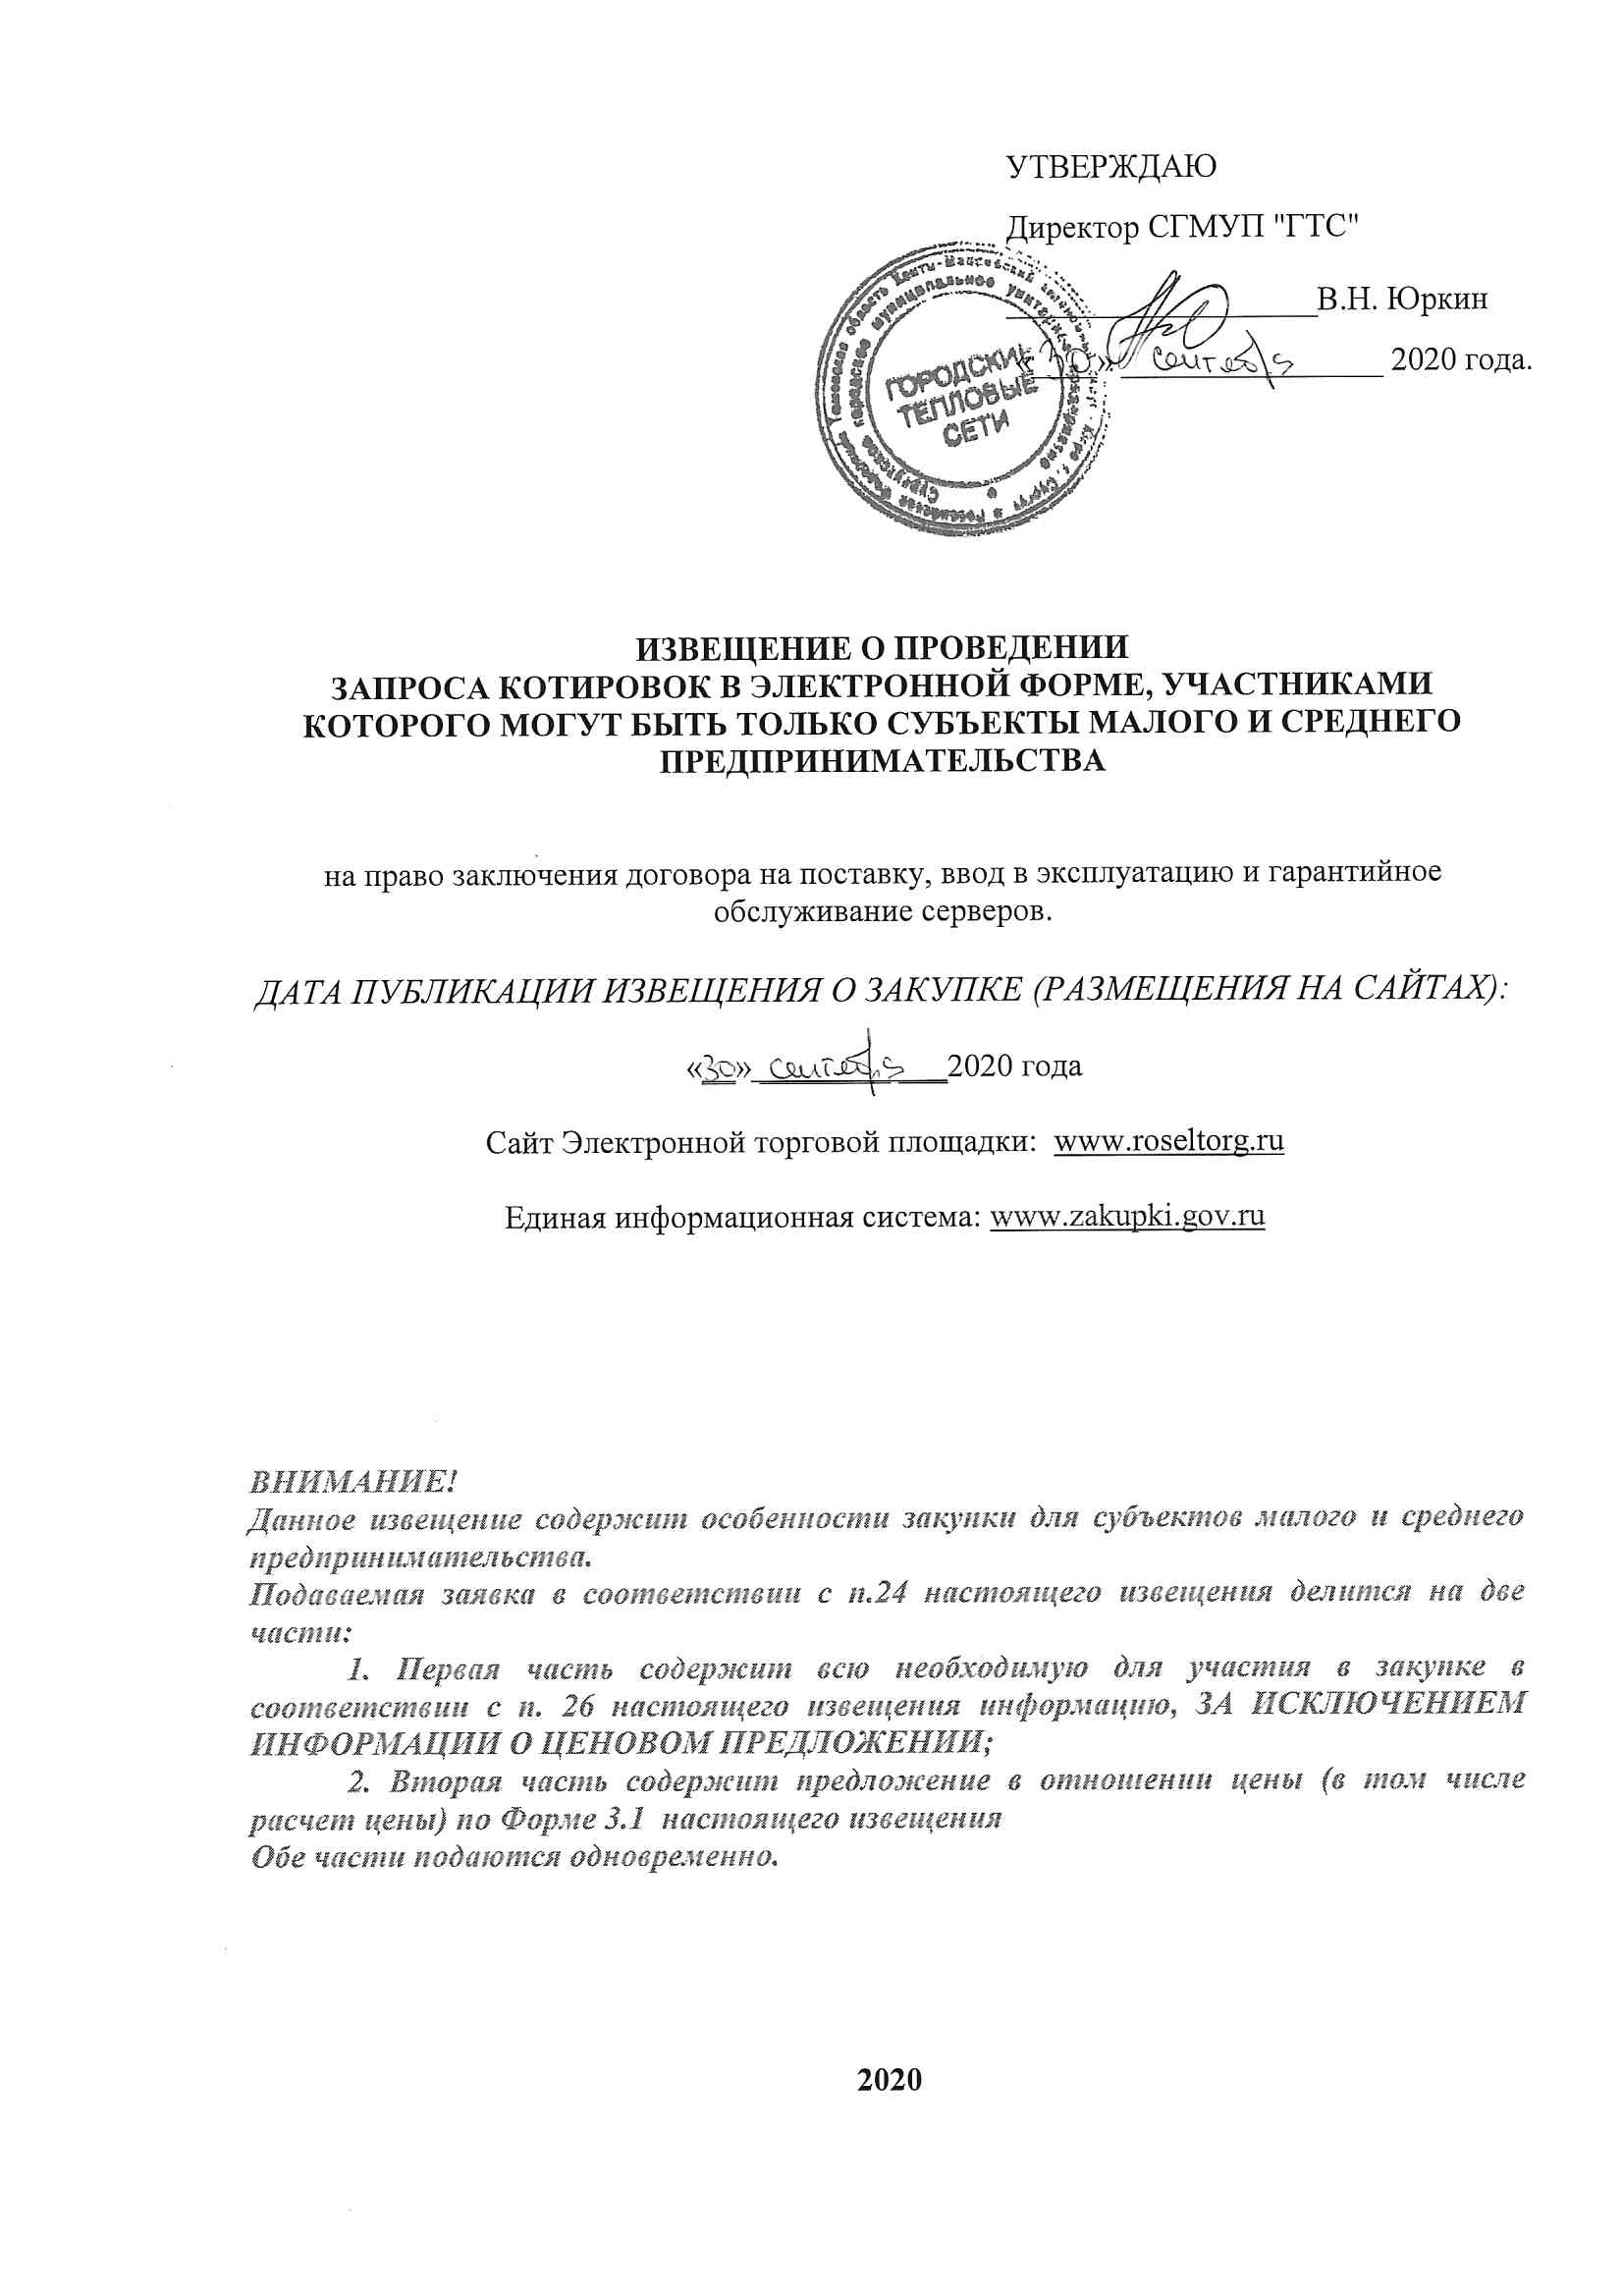 УТВЕРЖДАЮ
Директор СГМУП "ГТС"
В.Н. Юркин
«30» сентября 2020 года.
ГОРОДСКИЕ
ТЕПЛОВЫЕ
СЕТИ
ИЗВЕЩЕНИЕ О ПРОВЕДЕНИИ
ЗАПРОСА КОТИРОВОК В ЭЛЕКТРОННОЙ ФОРМЕ, УЧАСТНИКАМИ
КОТОРОГО МОГУТ БЫТЬ ТОЛЬКО СУБЪЕКТЫ МАЛОГО И СРЕДНЕГО
ПРЕДПРИНИМАТЕЛЬСТВА
на право заключения договора на поставку, ввод в эксплуатацию и гарантийное
обслуживание серверов.
ДАТА ПУБЛИКАЦИИ ИЗВЕЩЕНИЯ О ЗАКУПКЕ (РАЗМЕЩЕНИЯ НА САЙТАХ):
«30» сентября 2020 года
Сайт Электронной торговой площадки: www.roseltorg.ru
Единая информационная система: www.zakupki.gov.ru
ВНИМАНИЕ!
Данное извещение содержит особенности закупки для субъектов малого и среднего
предпринимательства.
Подаваемая заявка в соответствии с п.24 настоящего извещения делится на две
части:
1. Первая часть содержит всю необходимую для участия в закупке в
соответствии с п. 26 настоящего извещения информацию, ЗА ИСКЛЮЧЕНИЕМ
ИНФОРМАЦИИ О ЦЕНОВОМ ПРЕДЛОЖЕНИИ;
2. Вторая часть содержит предложение в отношении цены (в том числе
расчет цены) по Форме 3.1 настоящего извещения
Обе части подаются одновременно.
2020